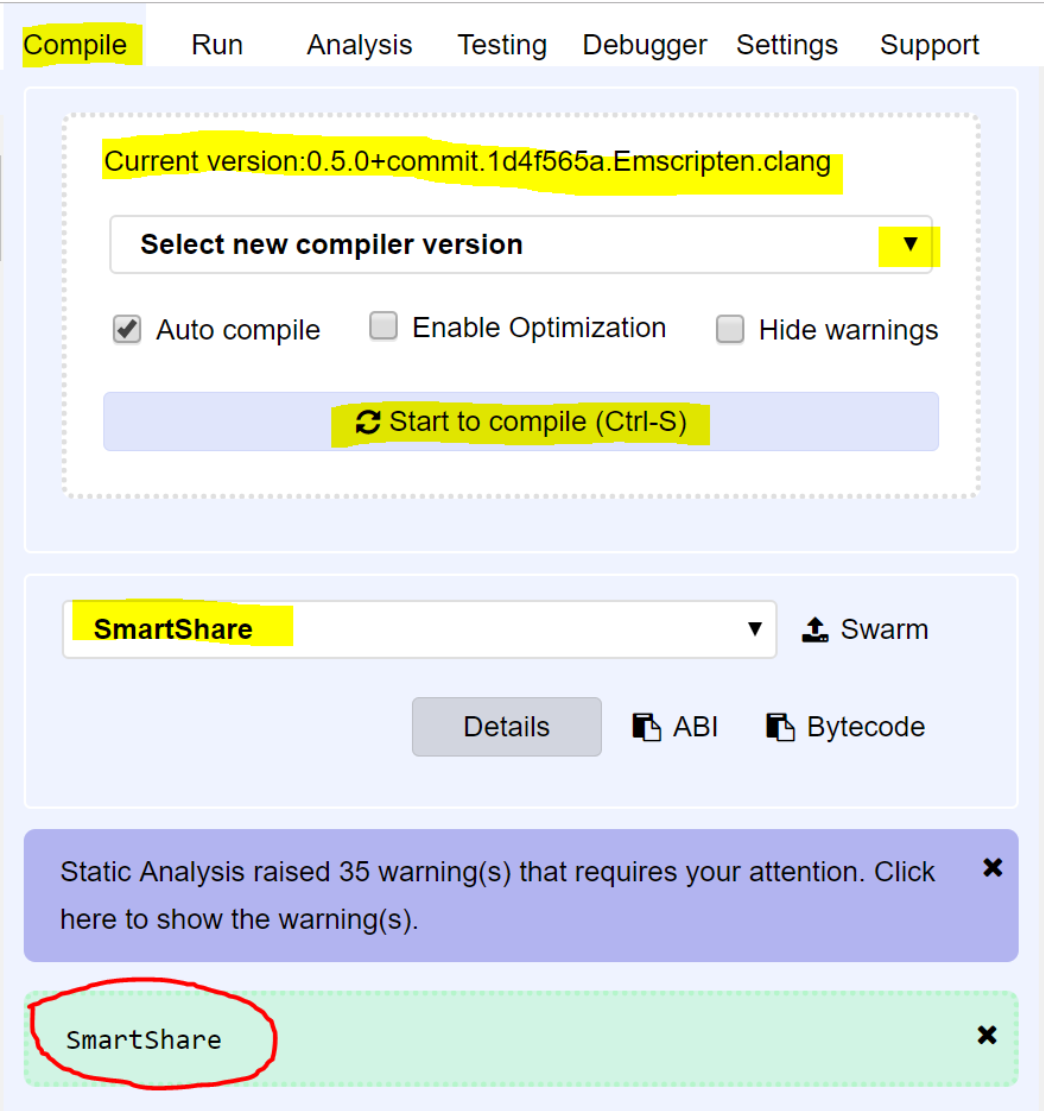 Compile Run Analysis Testing Debugger Settings Support
Current version:0.5.0+commit.1d4f565a.Emscripten.clang
Select new compiler version
Auto compile Enable Optimization Hide warnings
Start to compile (Ctrl-S)
SmartShare Swarm
Details ABI Bytecode
Static Analysis raised 35 warning(s) that requires your attention. Click
here to show the warning(s).
SmartShare